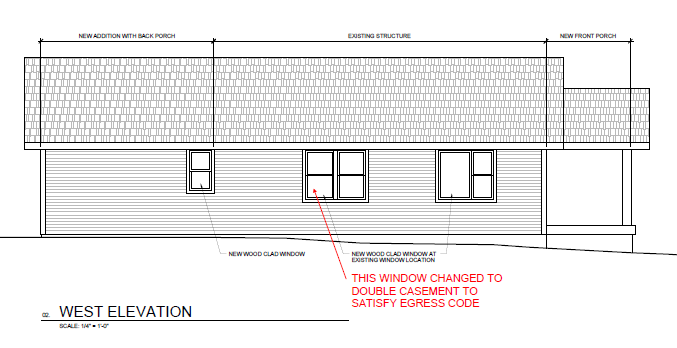 NEW ADDITION WITH BACK PORCH
EXISTING STRUCTURE
NEW FRONT PORCH
NEW WOOD CLAD WINDOW
NEW WOOD CLAD WINDOW AT
EXISTING WINDOW LOCATION
THIS WINDOW CHANGED TO
DOUBLE CASEMENT TO
SATISFY EGRESS CODE
02. WEST ELEVATION
SCALE: 1/4" = 1'-0"